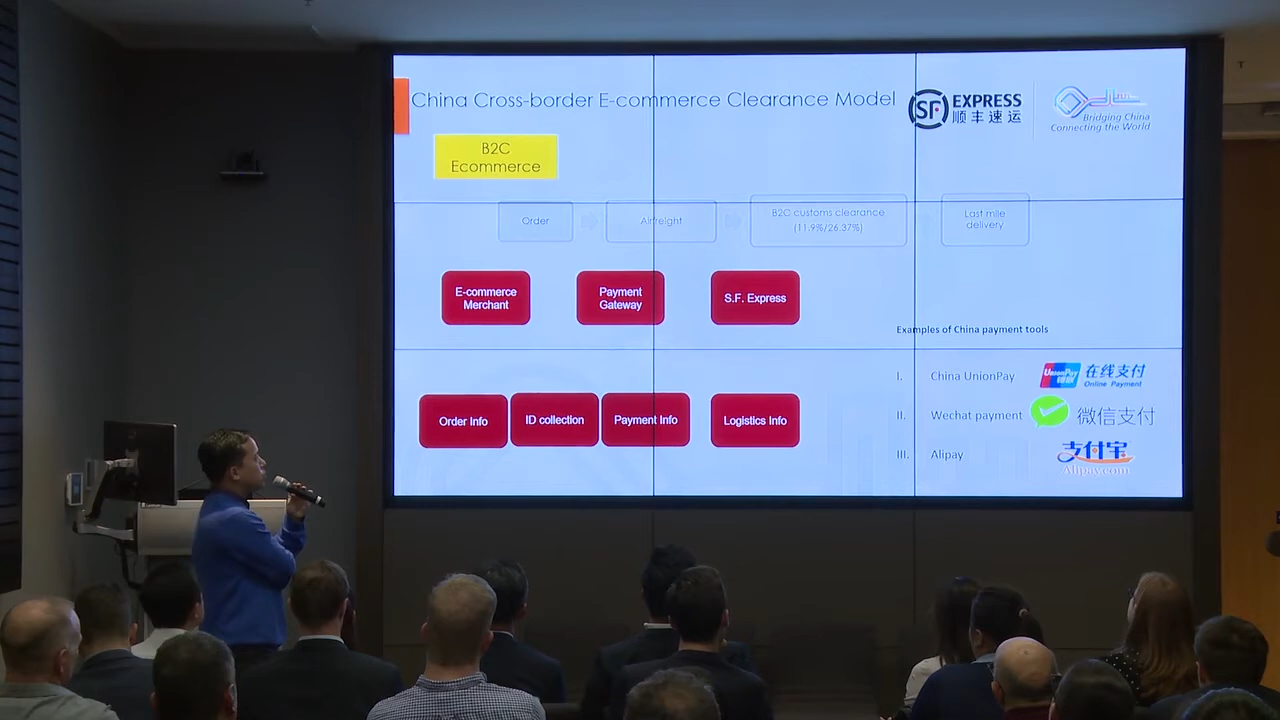 China Cross-border E-commerce Clearance Model
SF EXPRESS
顺丰速运
Bridging China
Connecting the World
B2C
Ecommerce
Order
Airfreight
B2C customs clearance
(11.9%/26.37%)
Last mile
delivery
E-commerce
Merchant
Payment
Gateway
S.F. Express
Examples of China payment tools
I. China UnionPay
UnionPay
银联
在线支付
Online Payment
II. Wechat payment
微信支付
III. Alipay
支付宝
Alipay.com
Order Info
ID collection
Payment Info
Logistics Info